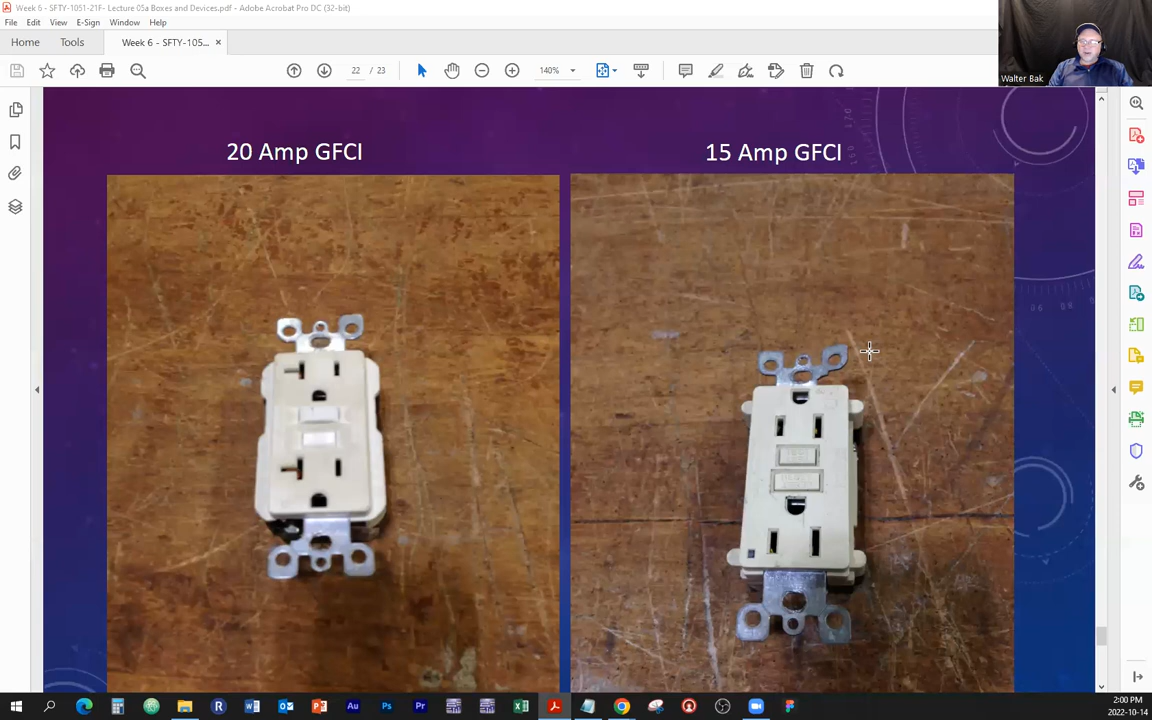 Week 6 - SFTY-1051-21F- Lecture 05a Boxes and Devices.pdf - Adobe Acrobat Pro DC (32-bit)
File Edit View E-Sign Window Help
Home Tools Week 6 - SFTY-105... ×
22 / 23 140%
Walter Bak
20 Amp GFCI
15 Amp GFCI
2:00 PM
2022-10-14